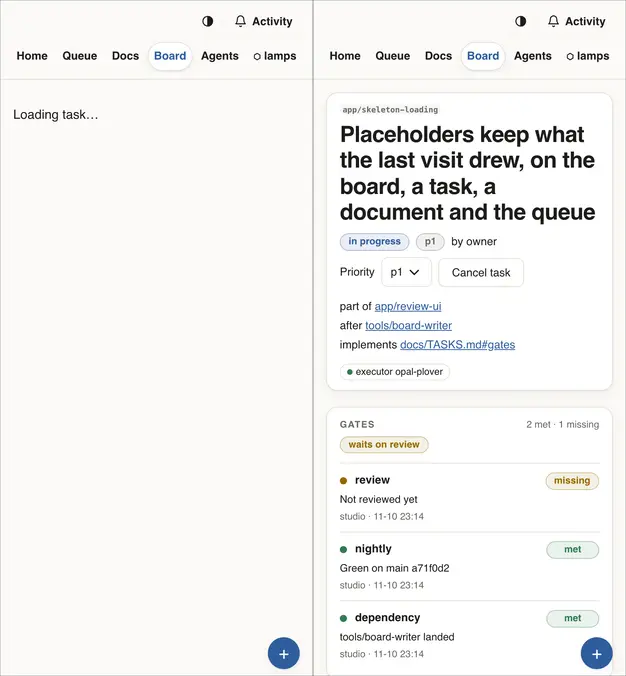 Activity
Home Queue Docs Board Agents lamps
Loading task…
+
Activity
Home Queue Docs Board Agents lamps
app/skeleton-loading
Placeholders keep what
the last visit drew, on the
board, a task, a
document and the queue
in progress p1 by owner
Priority p1 Cancel task
part of app/review-ui
after tools/board-writer
implements docs/TASKS.md#gates
executor opal-plover
GATES 2 met · 1 missing
waits on review
review missing
Not reviewed yet
studio · 11-10 23:14
nightly met
Green on main a71f0d2
studio · 11-10 23:14
dependency met
tools/board-writer landed
studio · 11-10 23:14
+